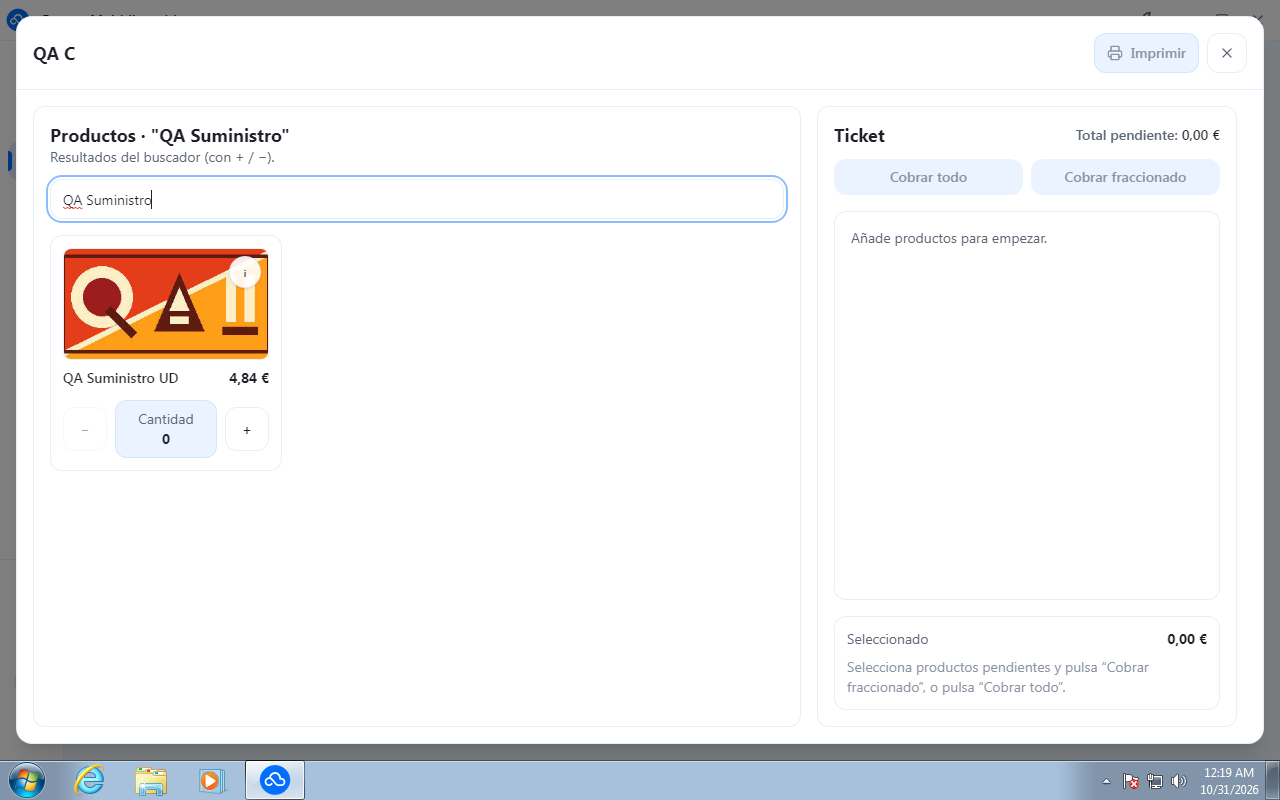 QA C
Imprimir
Productos · "QA Suministro"
Resultados del buscador (con + / −).
QA Suministro
QA
i
QA Suministro UD 4,84 €
−
Cantidad
0
+
Ticket
Total pendiente: 0,00 €
Cobrar todo
Cobrar fraccionado
Añade productos para empezar.
Seleccionado 0,00 €
Selecciona productos pendientes y pulsa “Cobrar
fraccionado”, o pulsa “Cobrar todo”.
12:19 AM
10/31/2026